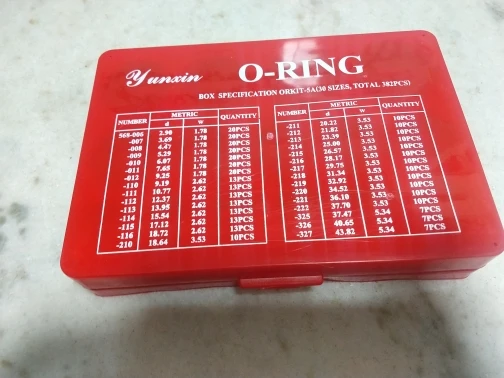 Yunxin O-RING
BOX SPECIFICATION ORKIT-5A(30 SIZES, TOTAL 382PCS)
NUMBER METRIC QUANTITY
d w
568-006 2.90 1.78 20PCS
-007 3.69 1.78 20PCS
-008 4.47 1.78 20PCS
-009 5.29 1.78 20PCS
-010 6.07 1.78 20PCS
-011 7.65 1.78 20PCS
-012 9.25 1.78 20PCS
-110 9.19 2.62 13PCS
-111 10.77 2.62 13PCS
-112 12.37 2.62 13PCS
-113 13.95 2.62 13PCS
-114 15.54 2.62 13PCS
-115 17.12 2.62 13PCS
-116 18.72 2.62 13PCS
-210 18.64 3.53 10PCS
NUMBER METRIC QUANTITY
d w
-211 20.22 3.53 10PCS
-212 21.82 3.53 10PCS
-213 23.39 3.53 10PCS
-214 25.00 3.53 10PCS
-215 26.57 3.53 10PCS
-216 28.17 3.53 10PCS
-217 29.75 3.53 10PCS
-218 31.34 3.53 10PCS
-219 32.92 3.53 10PCS
-220 34.52 3.53 10PCS
-221 36.10 3.53 10PCS
-222 37.70 3.53 10PCS
-325 37.47 5.34 7PCS
-326 40.65 5.34 7PCS
-327 43.82 5.34 7PCS